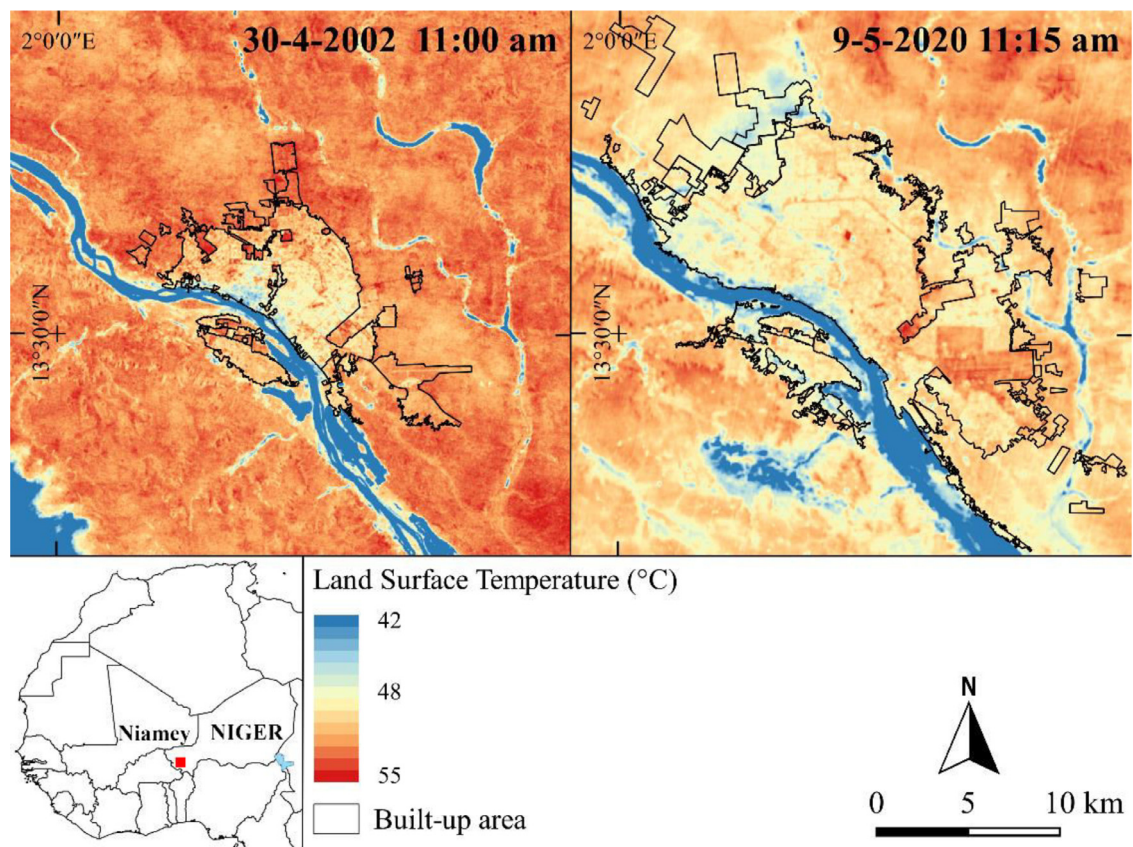 2°0'0"E
30-4-2002 11:00 am
13°30'0"N
2°0'0"E
9-5-2020 11:15 am
13°30'0"N
Niamey
NIGER
Land Surface Temperature (°C)
42
48
55
Built-up area
N
0 5 10 km